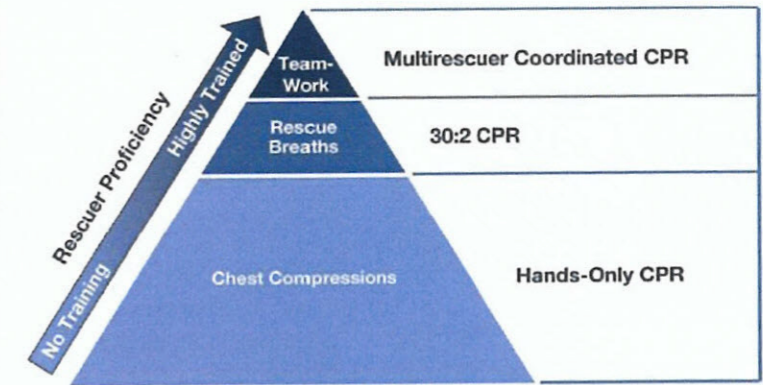 Rescuer Proficiency
No Training
Highly Trained
Team-
Work
Multirescuer Coordinated CPR
Rescue
Breaths
30:2 CPR
Chest Compressions
Hands-Only CPR